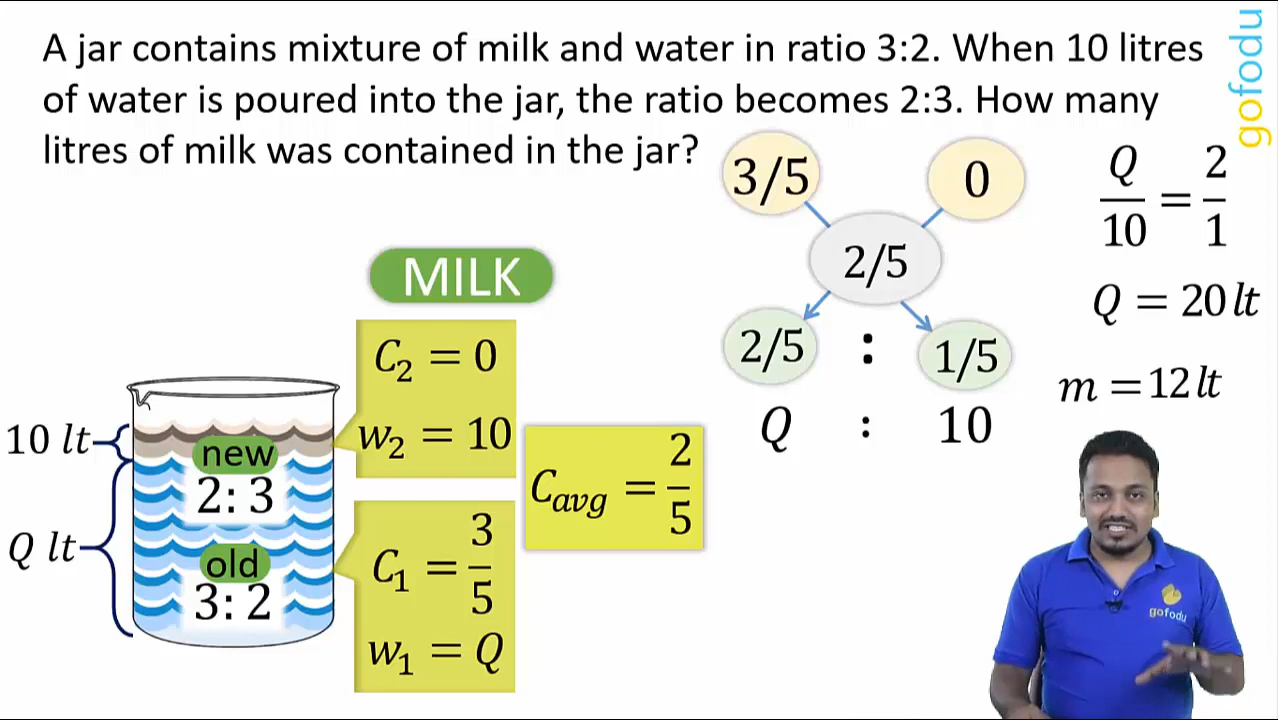 A jar contains mixture of milk and water in ratio 3:2. When 10 litres
of water is poured into the jar, the ratio becomes 2:3. How many
litres of milk was contained in the jar?
gofodu
3/5
0
2/5
2/5 : 1/5
Q : 10
Q/10 = 2/1
Q = 20 lt
m = 12 lt
MILK
C₂ = 0
w₂ = 10
C₁ = 3/5
w₁ = Q
C_avg = 2/5
10 lt
Q lt
new
2: 3
old
3: 2
gofodu